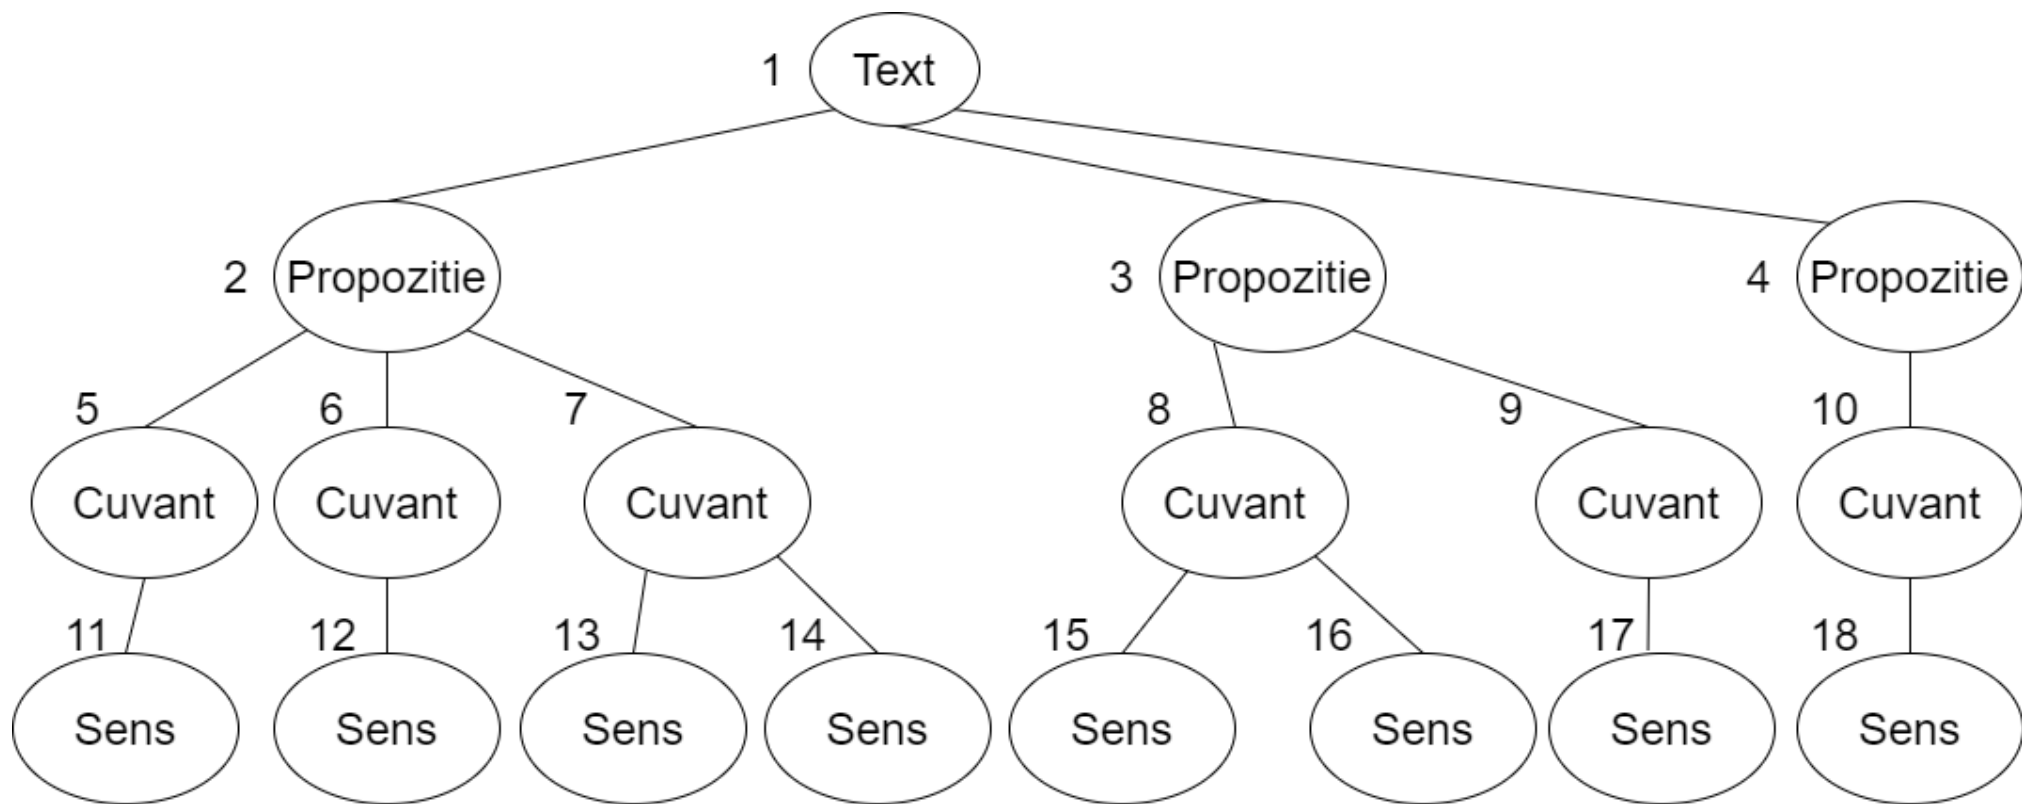 1 Text
2 Propozitie 3 Propozitie 4 Propozitie
5 6 7 8 9 10
Cuvant Cuvant Cuvant Cuvant Cuvant Cuvant
11 12 13 14 15 16 17 18
Sens Sens Sens Sens Sens Sens Sens Sens